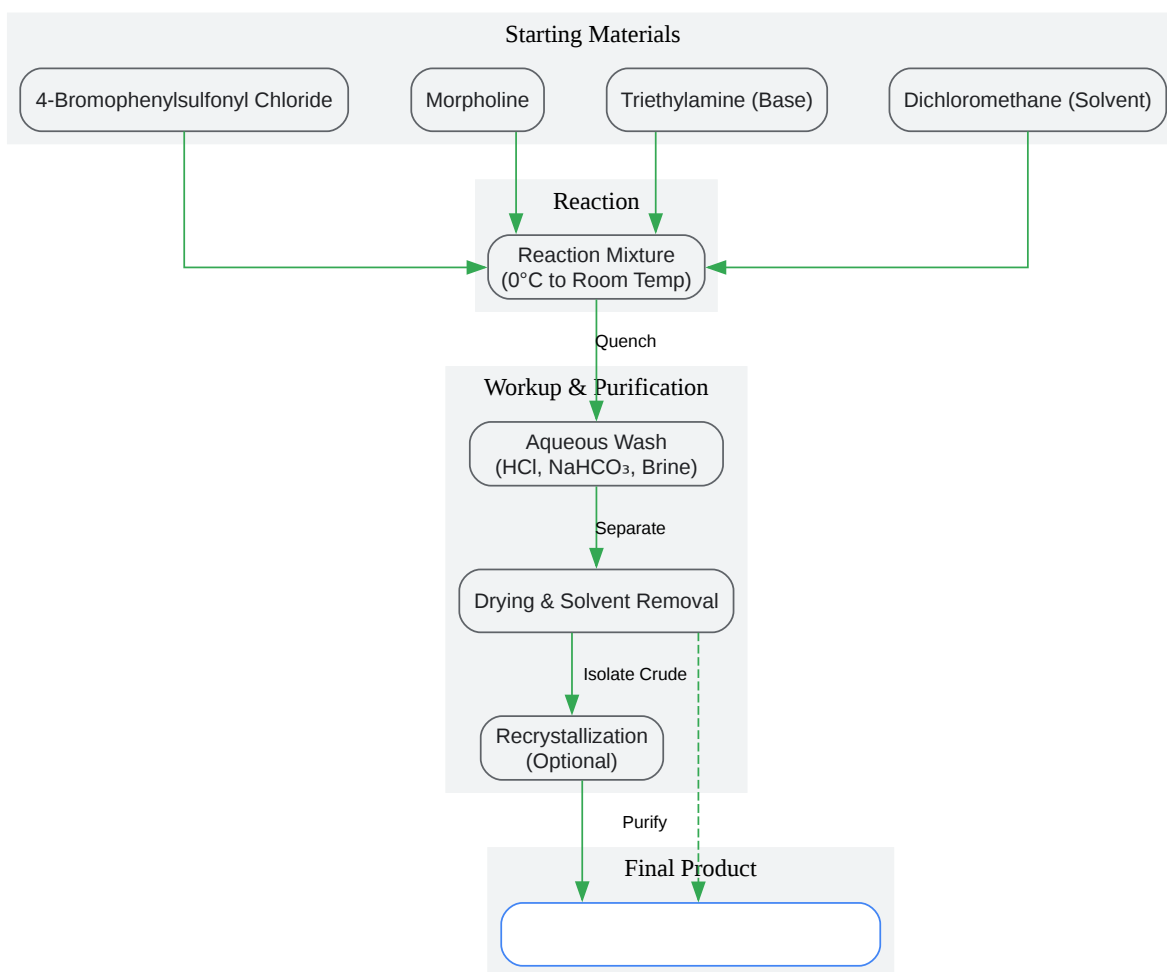 Starting Materials
4-Bromophenylsulfonyl Chloride
Morpholine
Triethylamine (Base)
Dichloromethane (Solvent)
Reaction
Reaction Mixture
(0°C to Room Temp)
Quench
Workup & Purification
Aqueous Wash
(HCl, NaHCO₃, Brine)
Separate
Drying & Solvent Removal
Isolate Crude
Recrystallization
(Optional)
Purify
Final Product